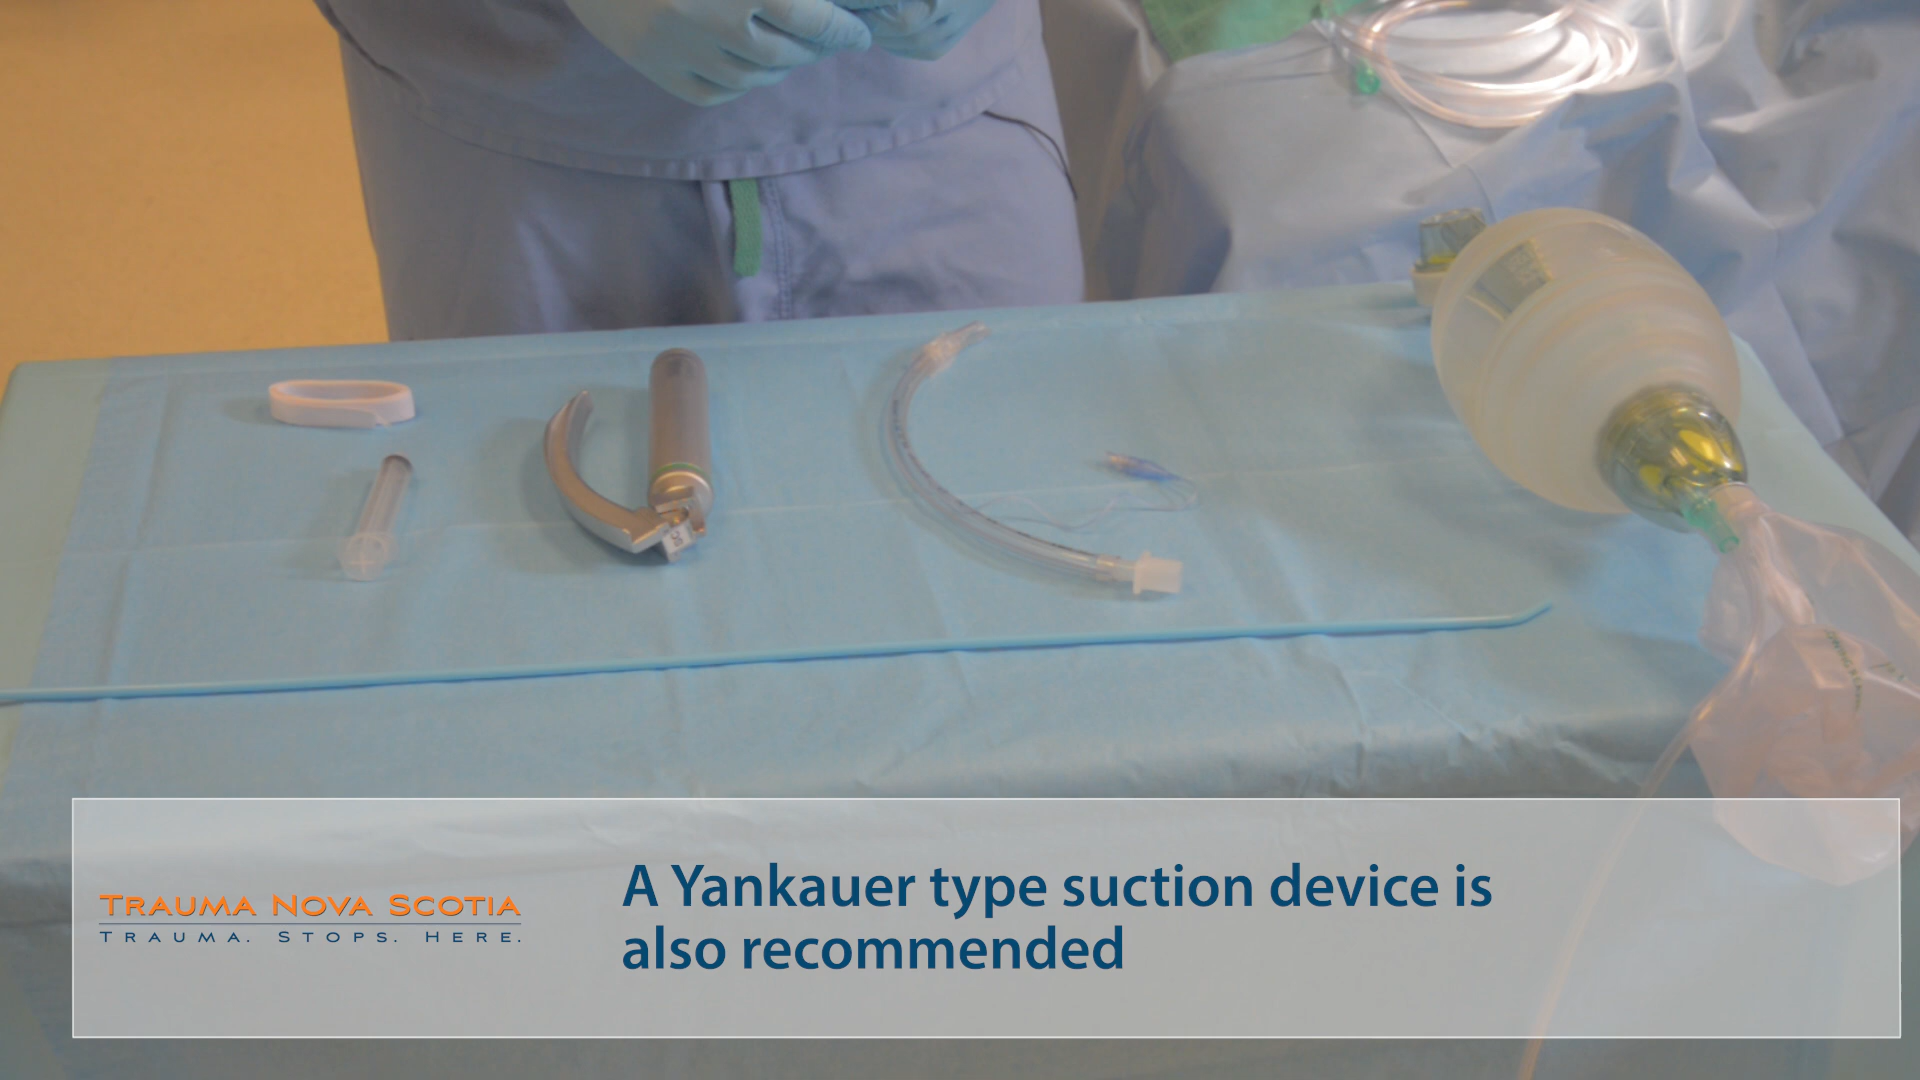 TRAUMA NOVA SCOTIA
TRAUMA. STOPS. HERE.
A Yankauer type suction device is
also recommended